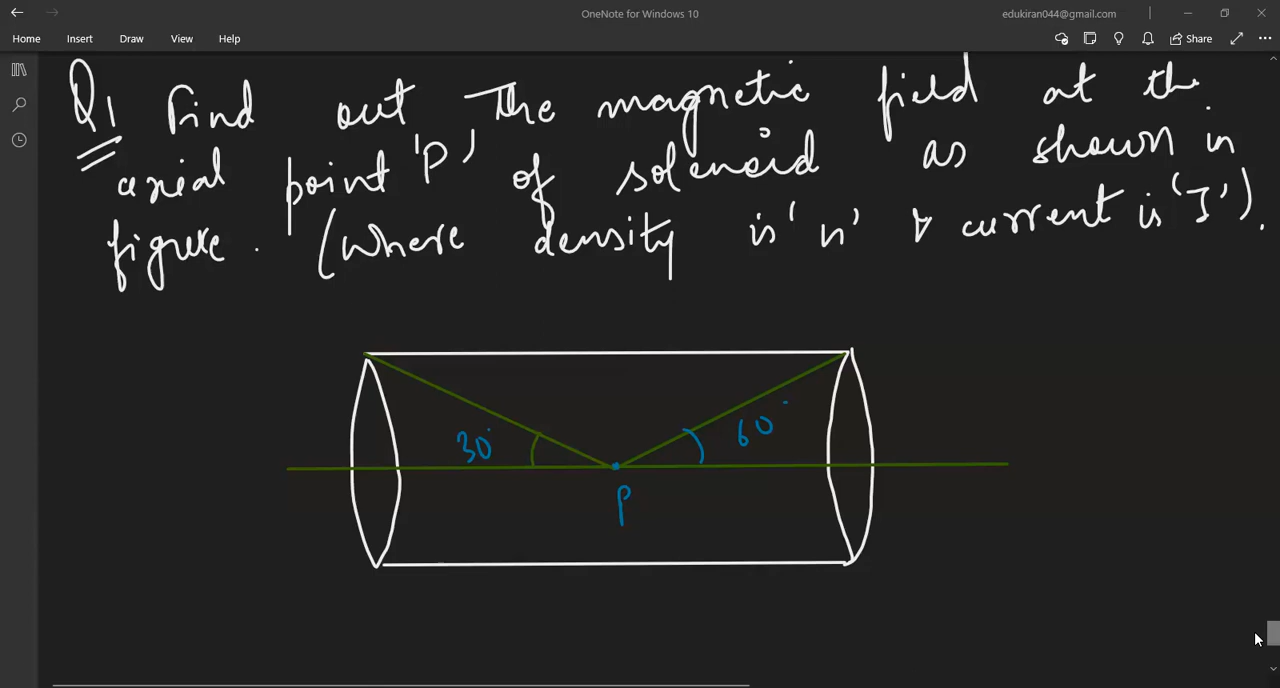 OneNote for Windows 10
edukiran044@gmail.com
Home Insert Draw View Help
Share
Q1 Find out The magnetic field at the
axial point 'P' of solenoid as shown in
figure. (Where density is 'n' & current is 'I').
30°
60°
P